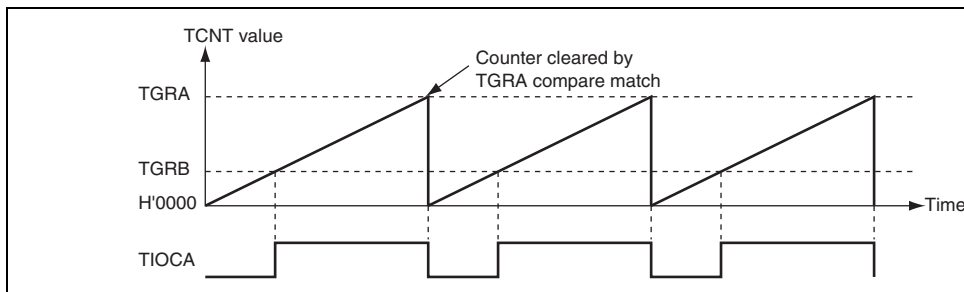 TCNT value
Counter cleared by
TGRA compare match
TGRA
TGRB
H'0000
Time
TIOCA